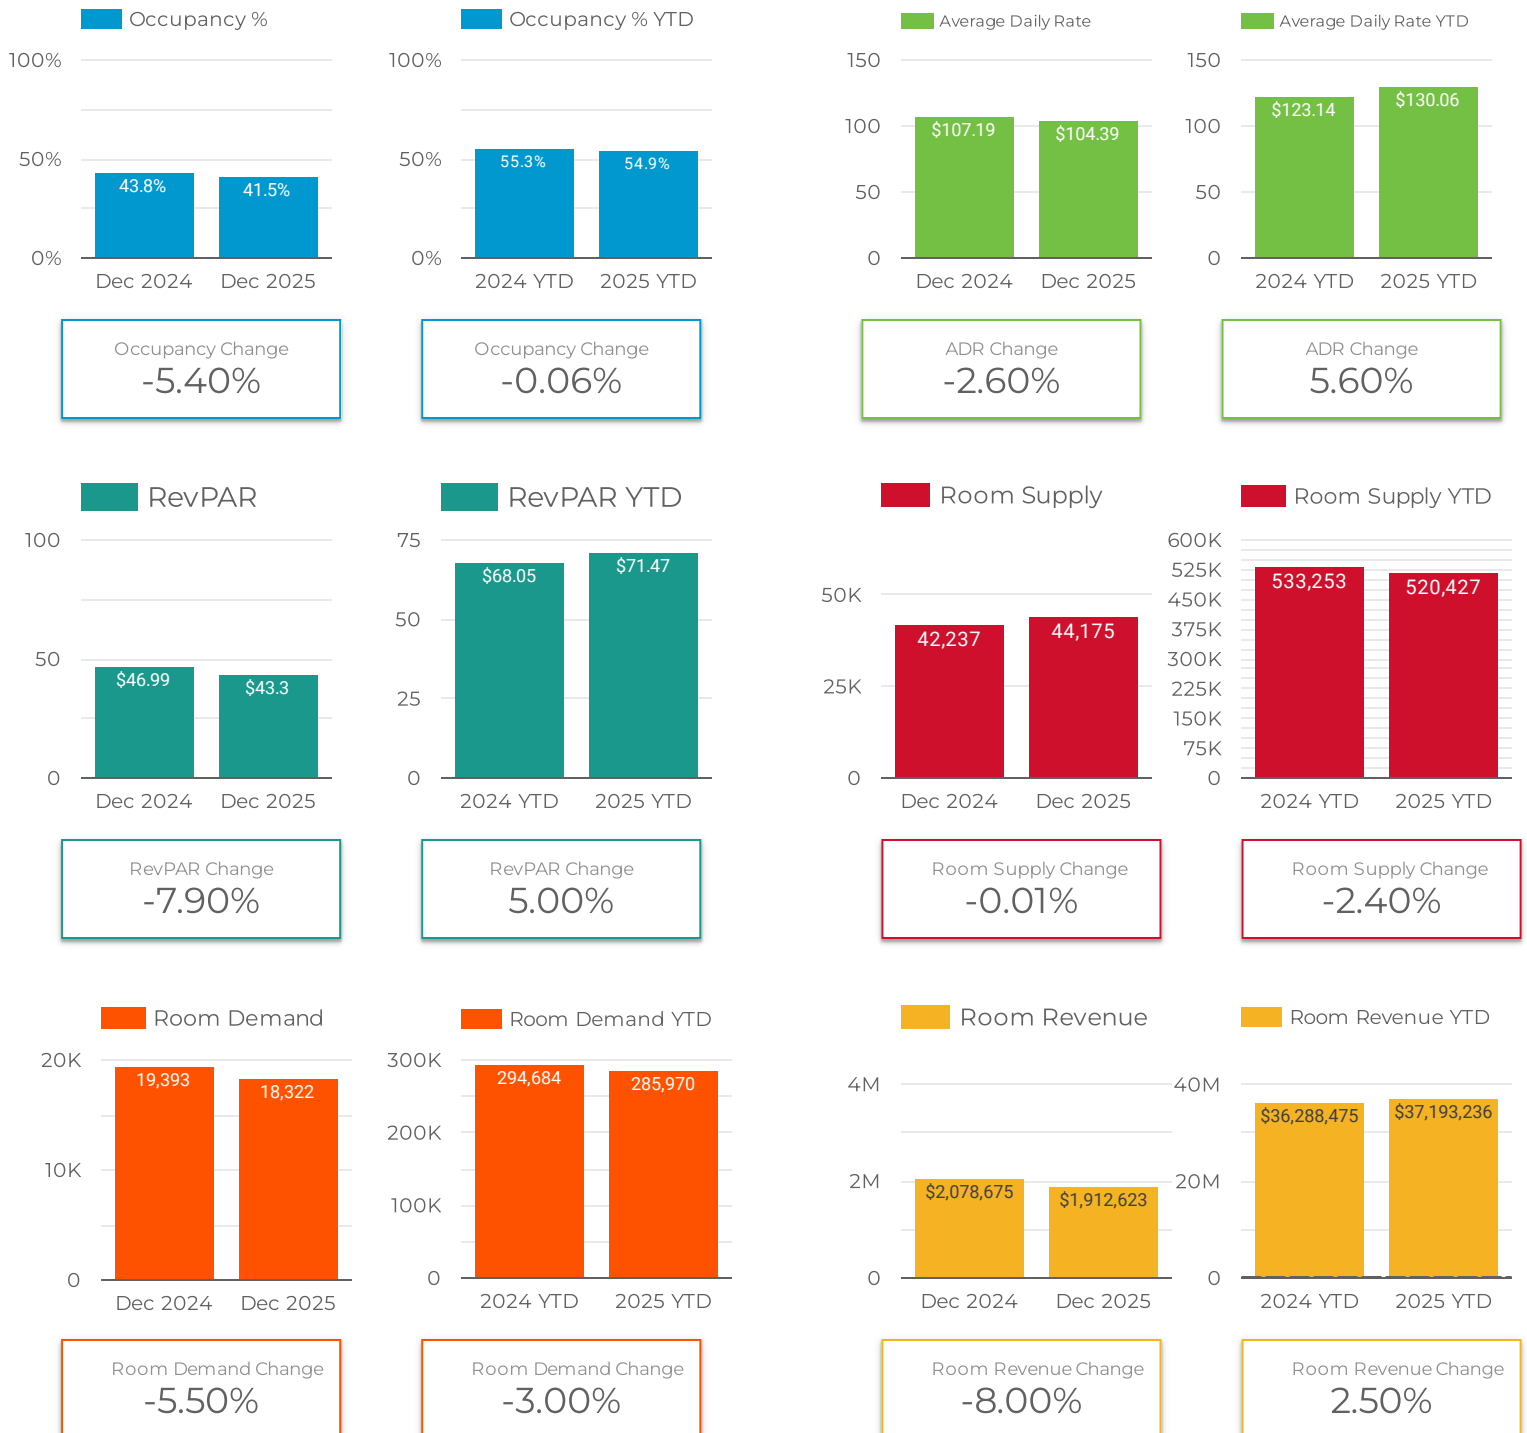 Occupancy %
100%
50%
0%
43.8%
41.5%
Dec 2024
Dec 2025
Occupancy Change
-5.40%
Occupancy % YTD
100%
50%
0%
55.3%
54.9%
2024 YTD
2025 YTD
Occupancy Change
-0.06%
Average Daily Rate
150
100
50
0
$107.19
$104.39
Dec 2024
Dec 2025
ADR Change
-2.60%
Average Daily Rate YTD
150
100
50
0
$123.14
$130.06
2024 YTD
2025 YTD
ADR Change
5.60%
RevPAR
100
50
0
$46.99
$43.3
Dec 2024
Dec 2025
RevPAR Change
-7.90%
RevPAR YTD
75
50
25
0
$68.05
$71.47
2024 YTD
2025 YTD
RevPAR Change
5.00%
Room Supply
50K
25K
0
42,237
44,175
Dec 2024
Dec 2025
Room Supply Change
-0.01%
Room Supply YTD
600K
525K
450K
375K
300K
225K
150K
75K
0
533,253
520,427
2024 YTD
2025 YTD
Room Supply Change
-2.40%
Room Demand
20K
10K
0
19,393
18,322
Dec 2024
Dec 2025
Room Demand Change
-5.50%
Room Demand YTD
300K
200K
100K
0
294,684
285,970
2024 YTD
2025 YTD
Room Demand Change
-3.00%
Room Revenue
4M
2M
0
$2,078,675
$1,912,623
Dec 2024
Dec 2025
Room Revenue Change
-8.00%
Room Revenue YTD
40M
20M
0
$36,288,475
$37,193,236
2024 YTD
2025 YTD
Room Revenue Change
2.50%